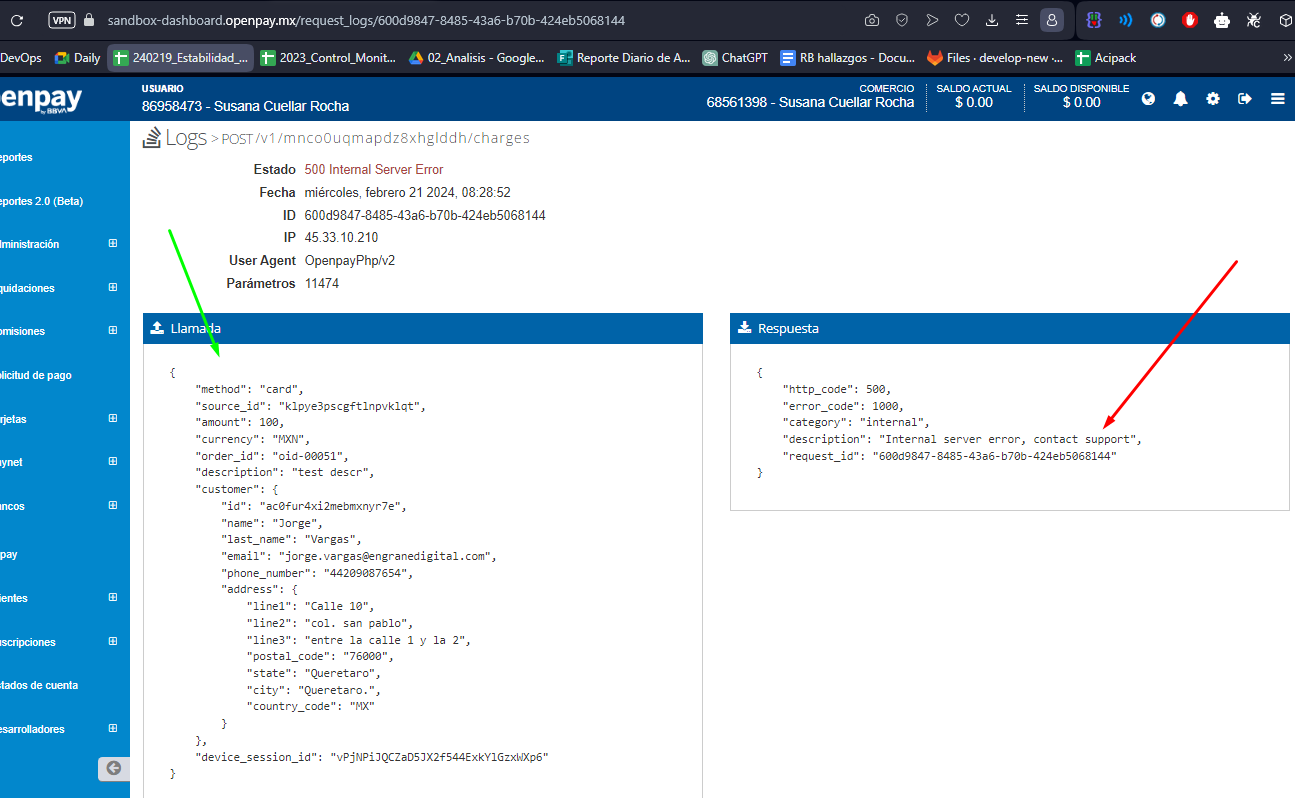 VPN sandbox-dashboard.openpay.mx/request_logs/600d9847-8485-43a6-b70b-424eb5068144
DevOps Daily 240219_Estabilidad_... 2023_Control_Monit... 02_Analisis - Google... Reporte Diario de A... ChatGPT RB hallazgos - Docu... Files · develop-new ·... Acipack »
enpay
by BBVA
USUARIO
86958473 - Susana Cuellar Rocha
COMERCIO
68561398 - Susana Cuellar Rocha
SALDO ACTUAL
$ 0.00
SALDO DISPONIBLE
$ 0.00
eportes
eportes 2.0 (Beta)
dministración
quidaciones
omisiones
olicitud de pago
rjetas
aynet
ancos
pay
ientes
uscripciones
stados de cuenta
esarrolladores
Logs > POST /v1/mnco0uqmapdz8xhglddh/charges
Estado 500 Internal Server Error
Fecha miércoles, febrero 21 2024, 08:28:52
ID 600d9847-8485-43a6-b70b-424eb5068144
IP 45.33.10.210
User Agent OpenpayPhp/v2
Parámetros 11474
Llamada
{
"method": "card",
"source_id": "klpye3pscgftlnpvklqt",
"amount": 100,
"currency": "MXN",
"order_id": "oid-00051",
"description": "test descr",
"customer": {
"id": "ac0fur4xi2mebmxnyr7e",
"name": "Jorge",
"last_name": "Vargas",
"email": "jorge.vargas@engranedigital.com",
"phone_number": "44209087654",
"address": {
"line1": "Calle 10",
"line2": "col. san pablo",
"line3": "entre la calle 1 y la 2",
"postal_code": "76000",
"state": "Queretaro",
"city": "Queretaro.",
"country_code": "MX"
}
},
"device_session_id": "vPjNPiJQCZaD5JX2f544ExkYlGzxWXp6"
}
Respuesta
{
"http_code": 500,
"error_code": 1000,
"category": "internal",
"description": "Internal server error, contact support",
"request_id": "600d9847-8485-43a6-b70b-424eb5068144"
}